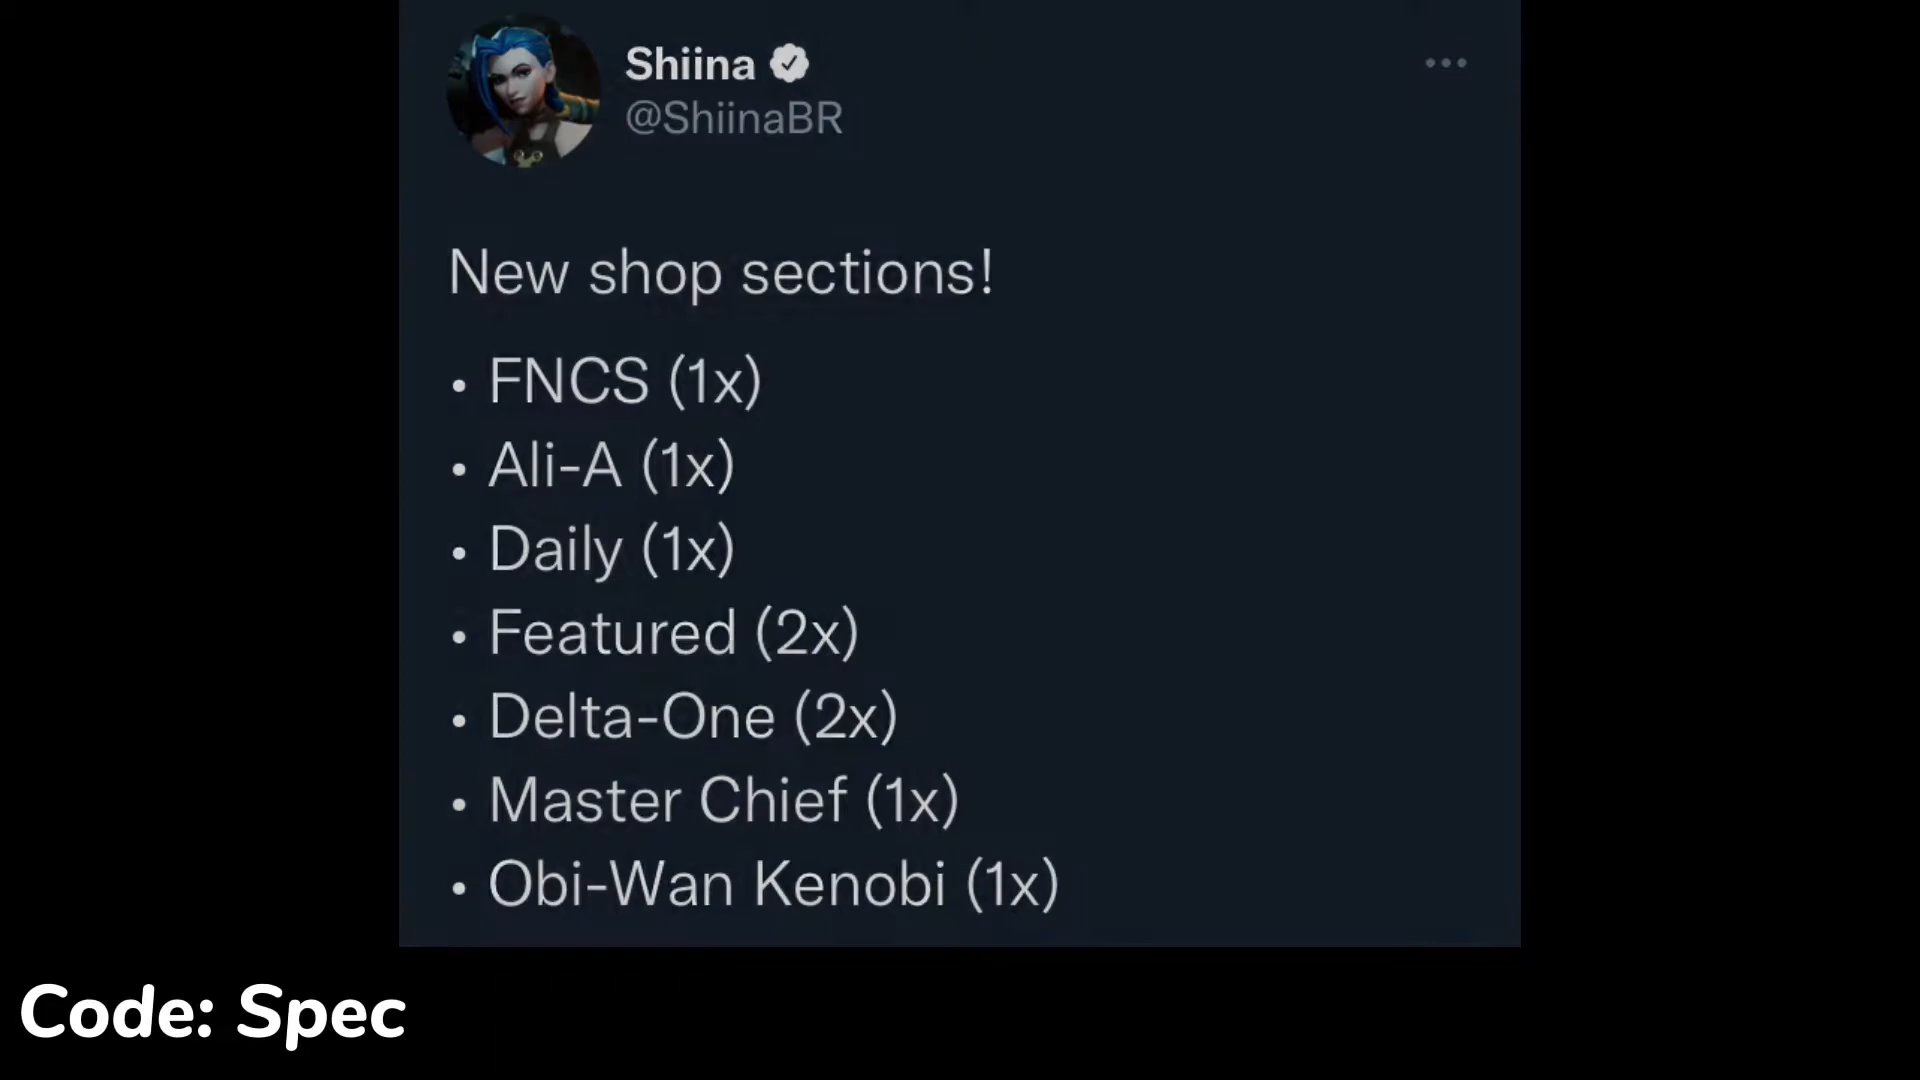 Shiina
@ShiinaBR
New shop sections!
• FNCS (1x)
• Ali-A (1x)
• Daily (1x)
• Featured (2x)
• Delta-One (2x)
• Master Chief (1x)
• Obi-Wan Kenobi (1x)
Code: Spec